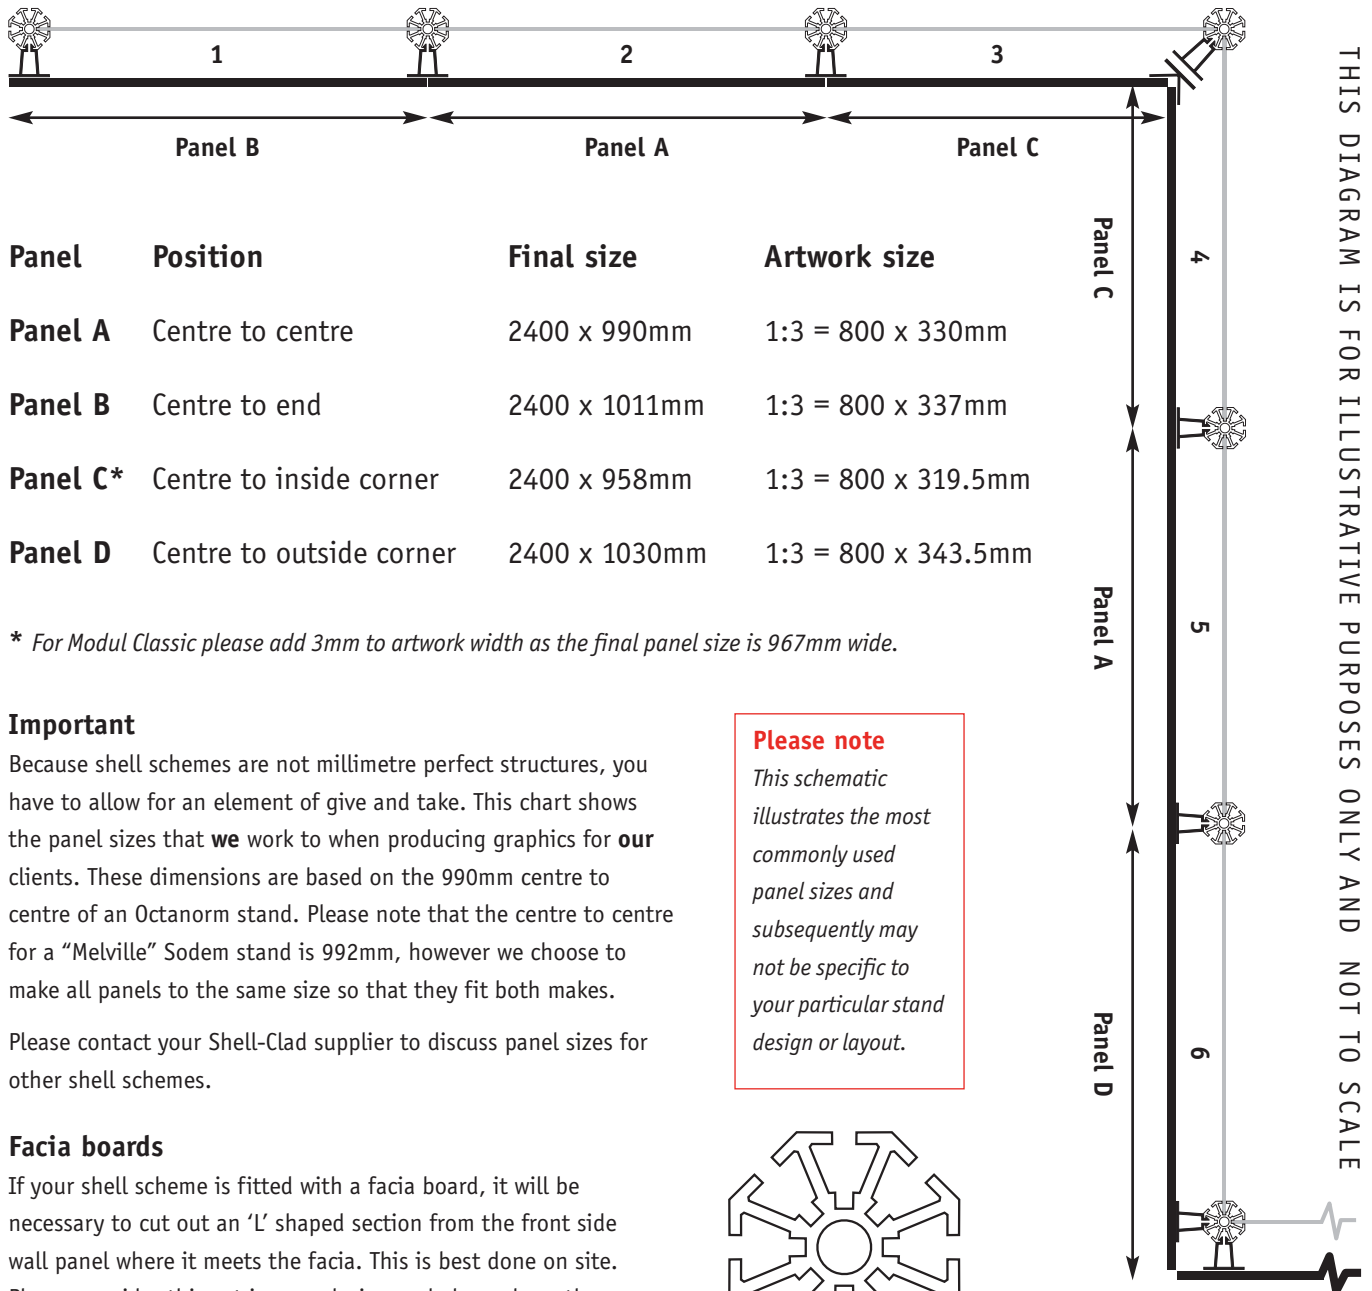 1 2 3
Panel B Panel A Panel C
Panel Position Final size Artwork size
Panel A Centre to centre 2400 x 990mm 1:3 = 800 x 330mm
Panel B Centre to end 2400 x 1011mm 1:3 = 800 x 337mm
Panel C* Centre to inside corner 2400 x 958mm 1:3 = 800 x 319.5mm
Panel D Centre to outside corner 2400 x 1030mm 1:3 = 800 x 343.5mm
* For Modul Classic please add 3mm to artwork width as the final panel size is 967mm wide.
Important
Because shell schemes are not millimetre perfect structures, you
have to allow for an element of give and take. This chart shows
the panel sizes that we work to when producing graphics for our
clients. These dimensions are based on the 990mm centre to
centre of an Octanorm stand. Please note that the centre to centre
for a “Melville” Sodem stand is 992mm, however we choose to
make all panels to the same size so that they fit both makes.
Please contact your Shell-Clad supplier to discuss panel sizes for
other shell schemes.
Facia boards
If your shell scheme is fitted with a facia board, it will be
necessary to cut out an ‘L’ shaped section from the front side
wall panel where it meets the facia. This is best done on site.
Please note
This schematic
illustrates the most
commonly used
panel sizes and
subsequently may
not be specific to
your particular stand
design or layout.
Panel C
4
Panel A
5
Panel D
6
THIS DIAGRAM IS FOR ILLUSTRATIVE PURPOSES ONLY AND NOT TO SCALE